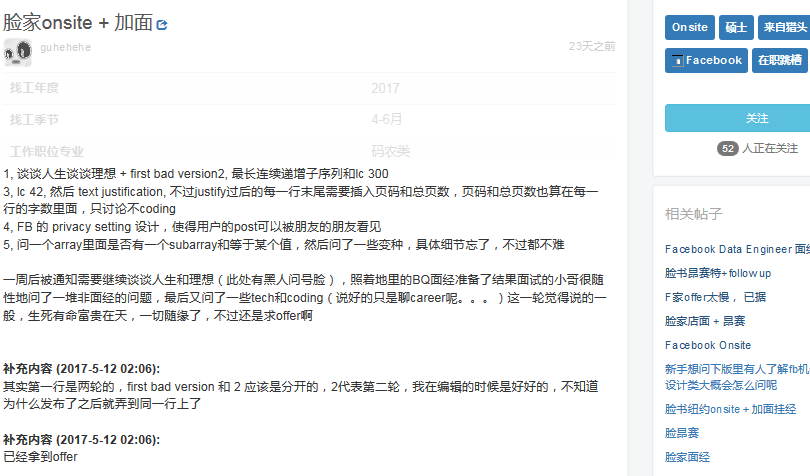 脸家onsite + 加面
guhehehe
23天之前
找工年度 2017
找工季节 4-6月
工作职位专业 码农类
1, 谈谈人生谈谈理想 + first bad version2, 最长连续递增子序列和lc 300
3, lc 42, 然后 text justification, 不过justify过后的每一行末尾需要插入页码和总页数，页码和总页数也算在每一
行的字数里面，只讨论不coding
4, FB 的 privacy setting 设计，使得用户的post可以被朋友的朋友看见
5, 问一个array里面是否有一个subarray和等于某个值，然后问了一些变种，具体细节忘了，不过都不难
一周后被通知需要继续谈谈人生和理想（此处有黑人问号脸），照着地里的BQ面经准备了结果面试的小哥很随
性地问了一堆非面经的问题，最后又问了一些tech和coding（说好的只是聊career呢。。。）这一轮觉得说的一
般，生死有命富贵在天，一切随缘了，不过还是求offer啊
补充内容 (2017-5-12 02:06):
其实第一行是两轮的，first bad version 和 2 应该是分开的，2代表第二轮，我在编辑的时候是好好的，不知道
为什么发布了之后就弄到同一行上了
补充内容 (2017-5-12 02:06):
已经拿到offer
Onsite 硕士 来自猎头
Facebook 在职跳槽
关注
52 人正在关注
相关帖子
Facebook Data Engineer 面经
脸书昂赛特+followup
F家offer太慢， 已据
脸家店面 + 昂赛
Facebook Onsite
新手想问下版里有人了解fb机
设计类大概会怎么问呢
脸书纽约onsite + 加面挂经
脸昂赛
脸家面经